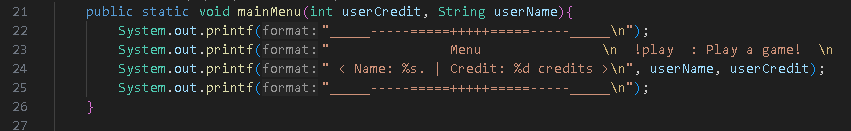 21 public static void mainMenu(int userCredit, String userName){
22 System.out.printf(format:"_____-----=====+++++=====-----_____\n");
23 System.out.printf(format:"                Menu                \n  !play  : Play a game!  \n
24 System.out.printf(format:" < Name: %s. | Credit: %d credits >\n", userName, userCredit);
25 System.out.printf(format:"_____-----=====+++++=====-----_____\n");
26 }
27